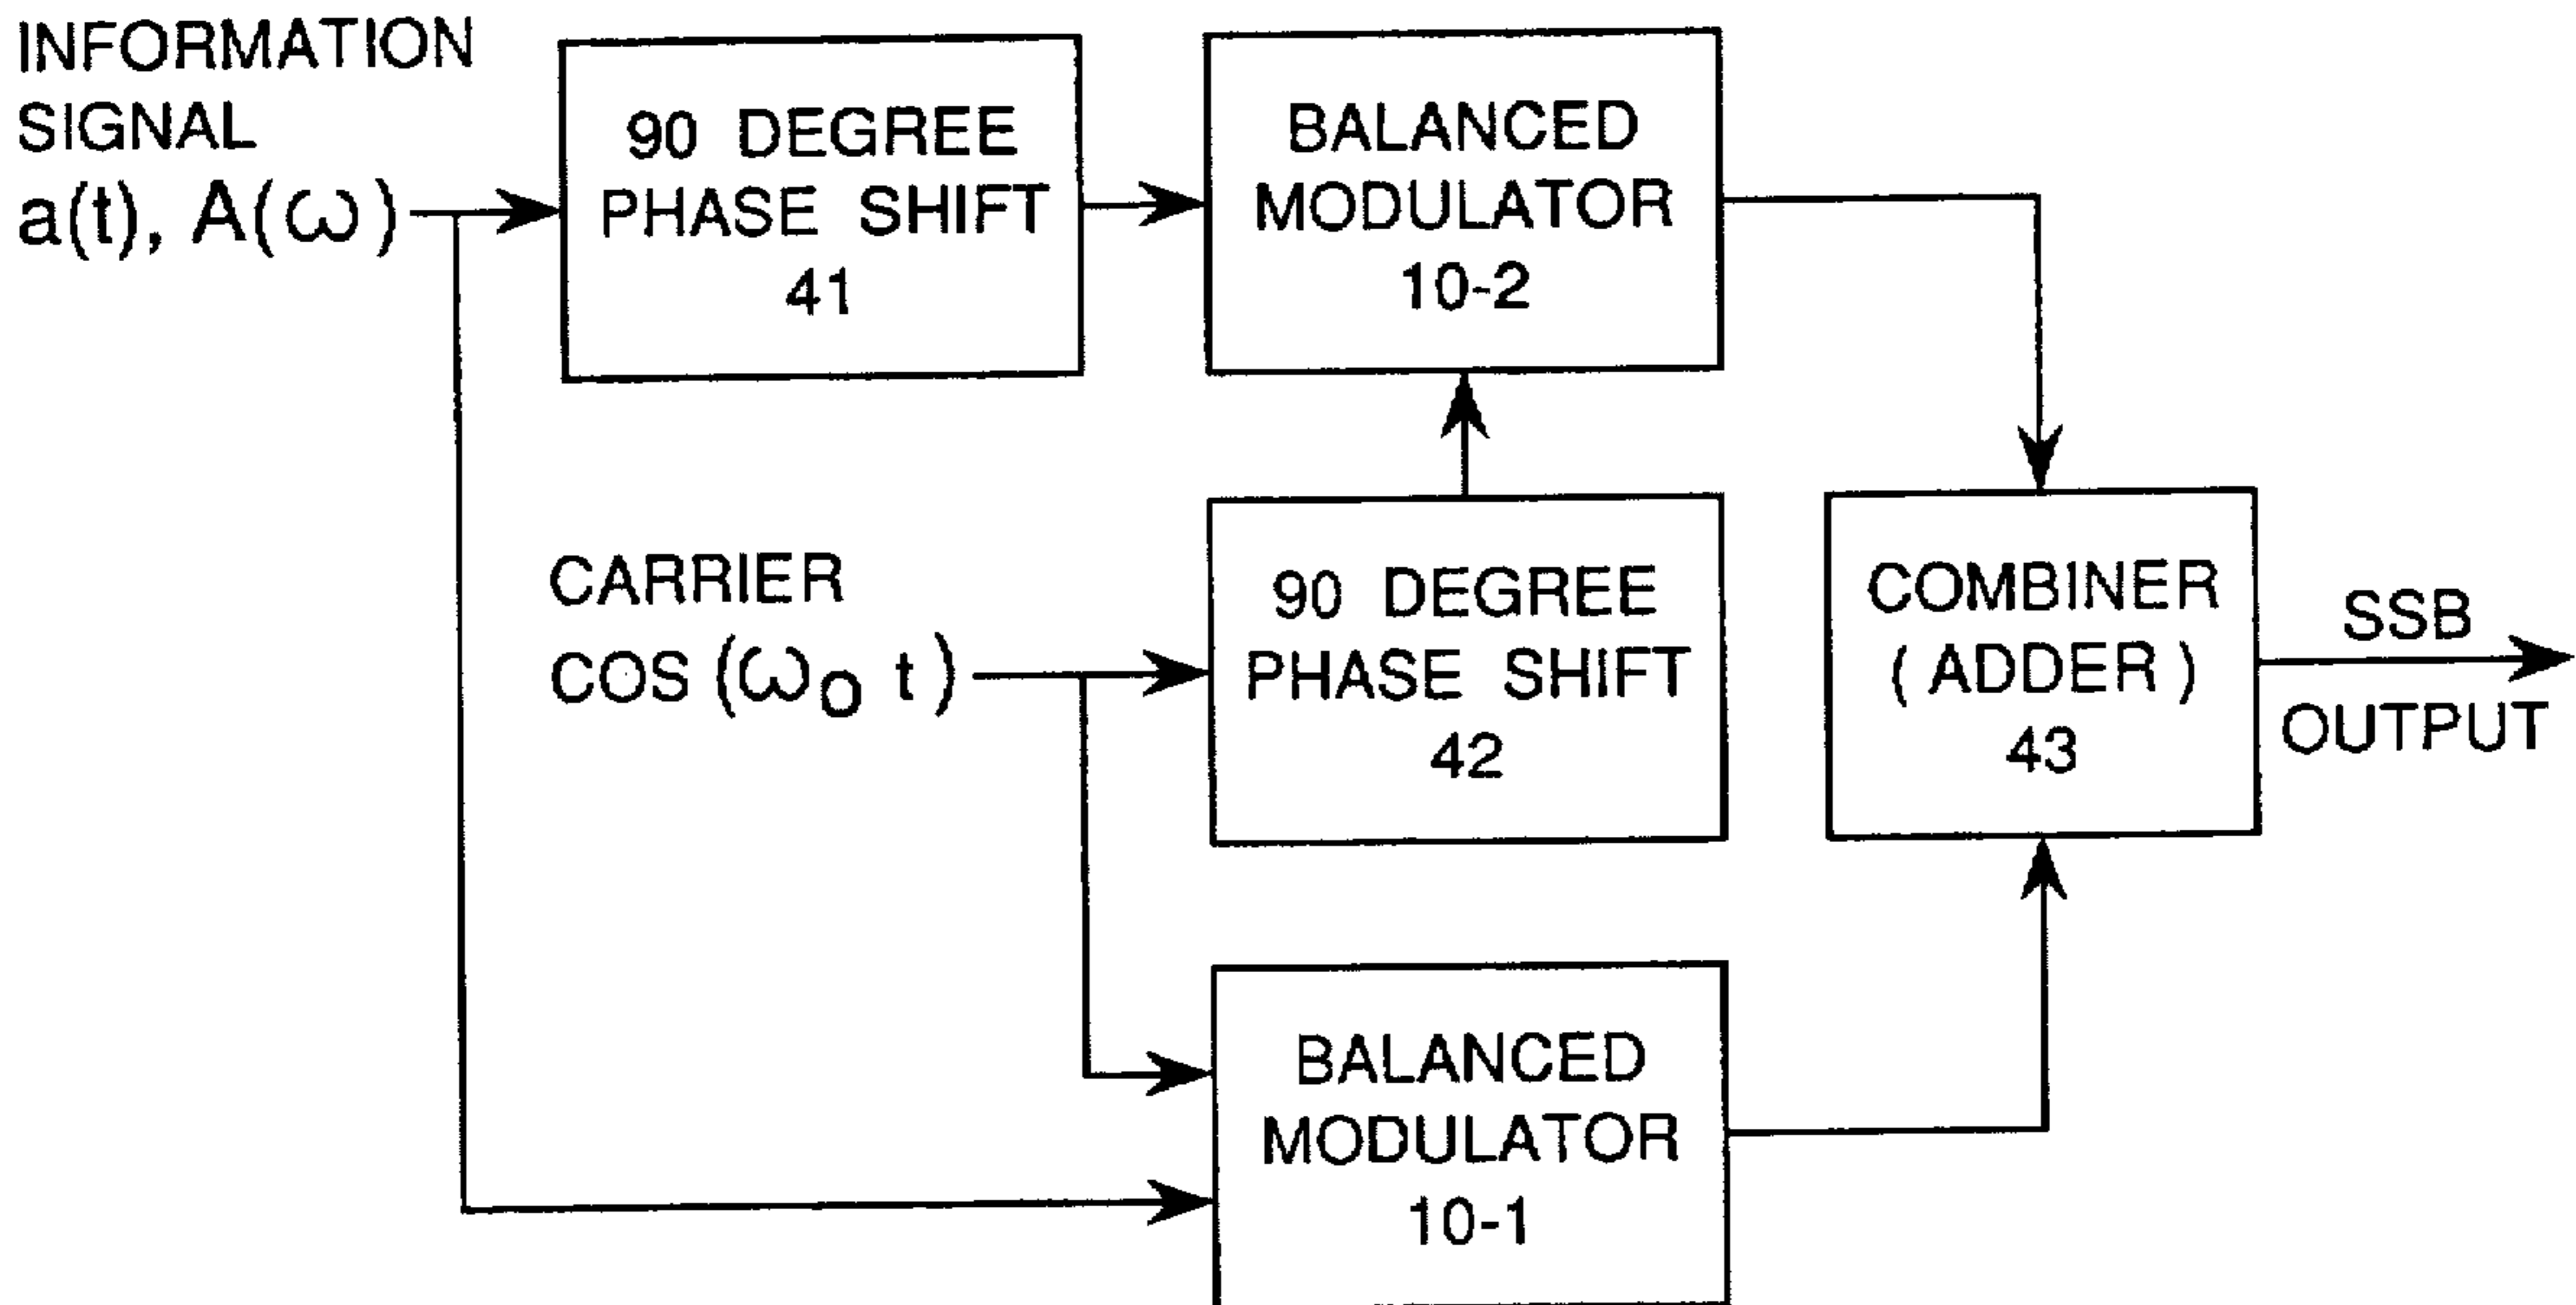 INFORMATION
SIGNAL
a(t), A(ω)
90 DEGREE
PHASE SHIFT
41
BALANCED
MODULATOR
10-2
CARRIER
COS (ω₀ t)
90 DEGREE
PHASE SHIFT
42
COMBINER
( ADDER )
43
SSB
OUTPUT
BALANCED
MODULATOR
10-1